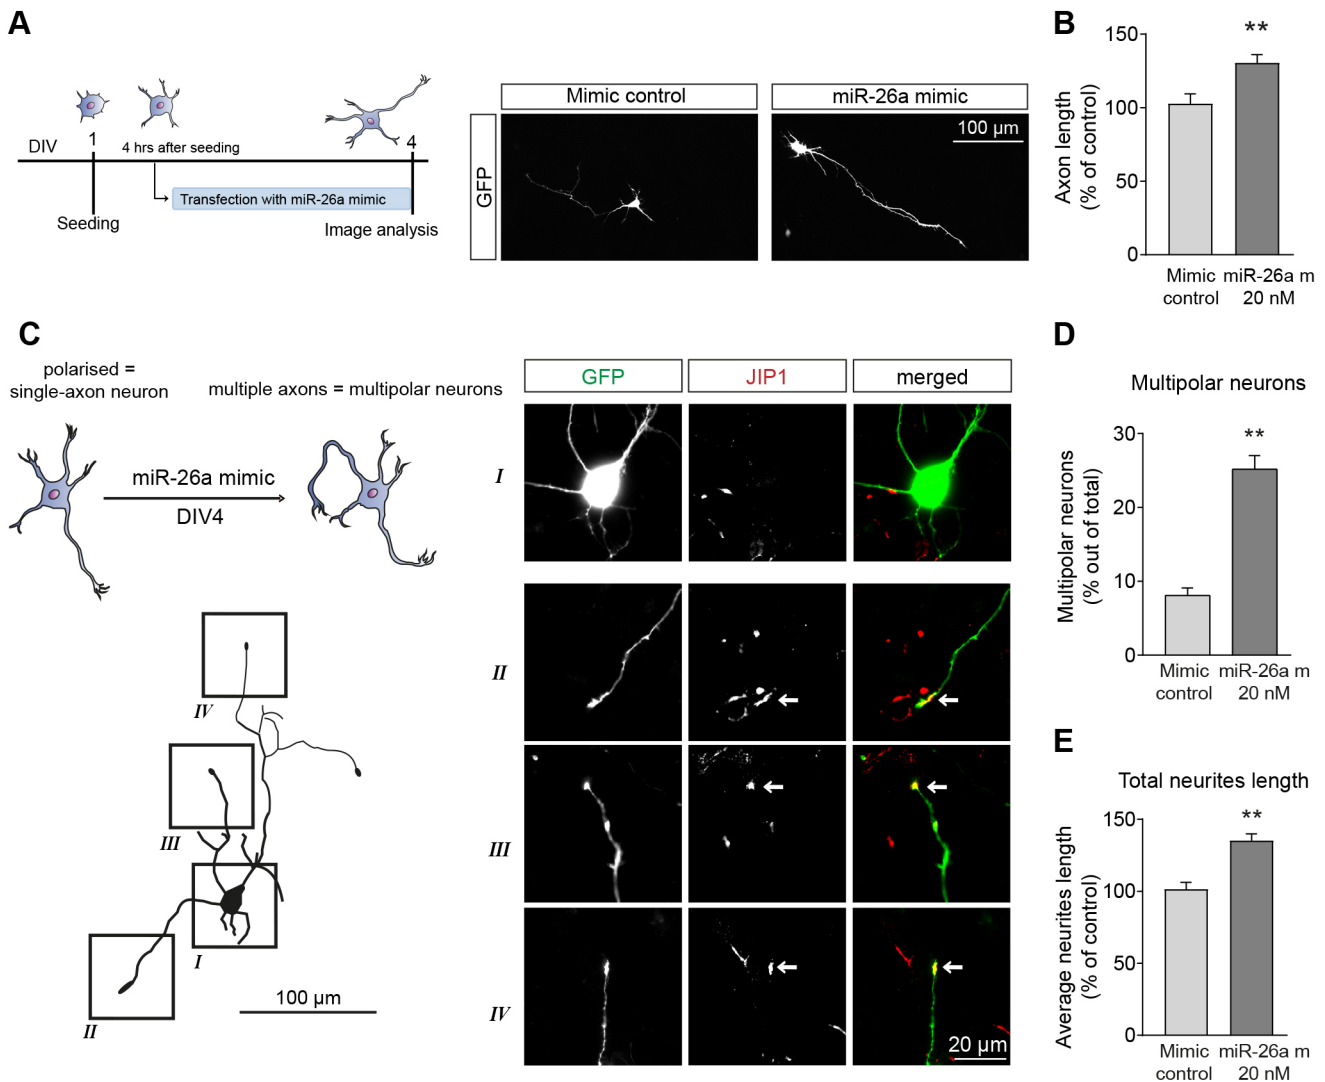 A
DIV
1
4 hrs after seeding
4
Transfection with miR-26a mimic
Seeding
Image analysis
Mimic control
miR-26a mimic
GFP
100 µm
B
150
100
50
0
Axon length
(% of control)
**
Mimic
control
miR-26a m
20 nM
C
polarised =
single-axon neuron
multiple axons = multipolar neurons
miR-26a mimic
DIV4
IV
III
I
II
100 µm
GFP
JIP1
merged
I
II
III
IV
20 µm
D
Multipolar neurons
30
20
10
0
Multipolar neurons
(% out of total)
**
Mimic
control
miR-26a m
20 nM
E
Total neurites length
150
100
50
0
Average neurites length
(% of control)
**
Mimic
control
miR-26a m
20 nM